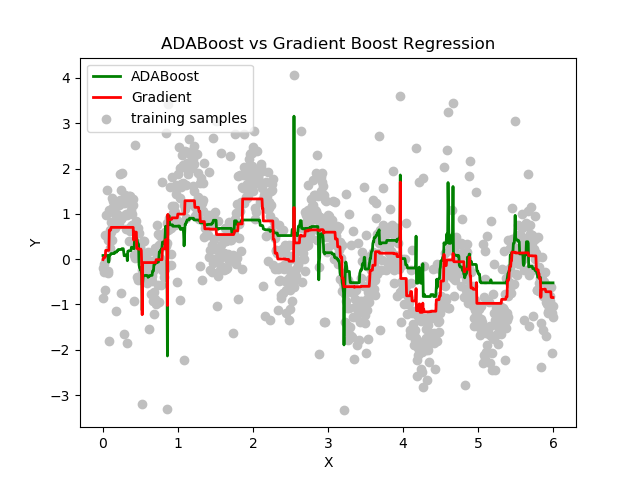 ADABoost vs Gradient Boost Regression
ADABoost
Gradient
training samples
Y
4
3
2
1
0
−1
−2
−3
0 1 2 3 4 5 6
X